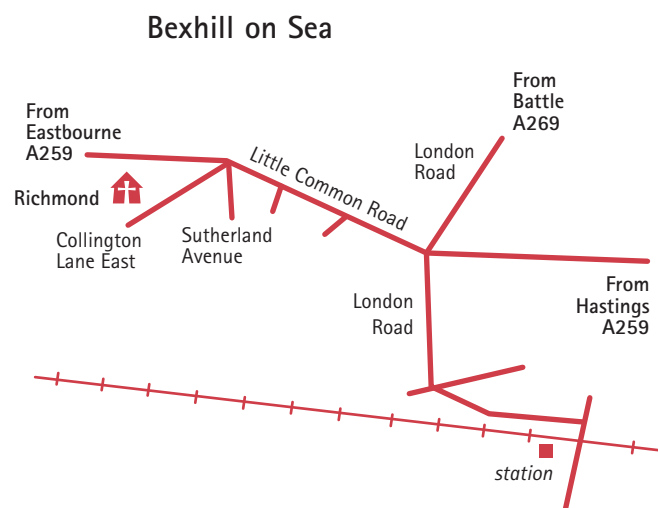 Bexhill on Sea
From
Eastbourne
A259
From
Battle
A269
Little Common Road
London
Road
Richmond
Collington
Lane East
Sutherland
Avenue
London
Road
From
Hastings
A259
station